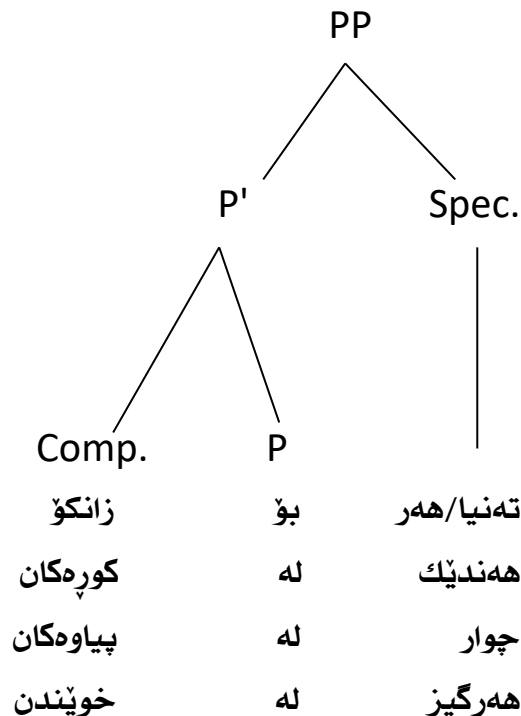 PP
P' Spec.
Comp. P
تەنیا/هەر بۆ زانکۆ
هەندێك لە کوڕەکان
چوار لە پیاوەکان
هەرگیز لە خوێندن